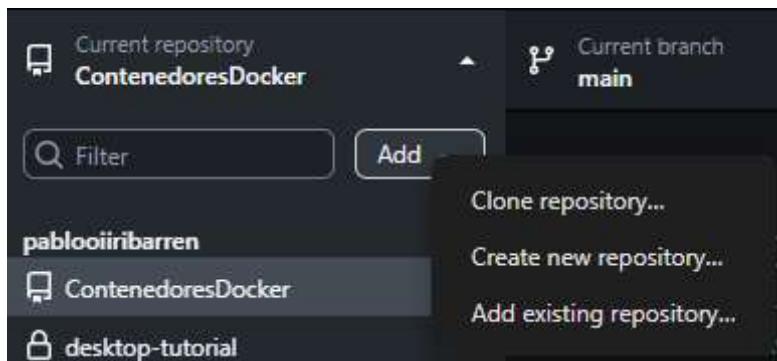 Current repository
ContenedoresDocker
Current branch
main
Filter
Add
Clone repository...
Create new repository...
Add existing repository...
pablooiiribarren
ContenedoresDocker
desktop-tutorial